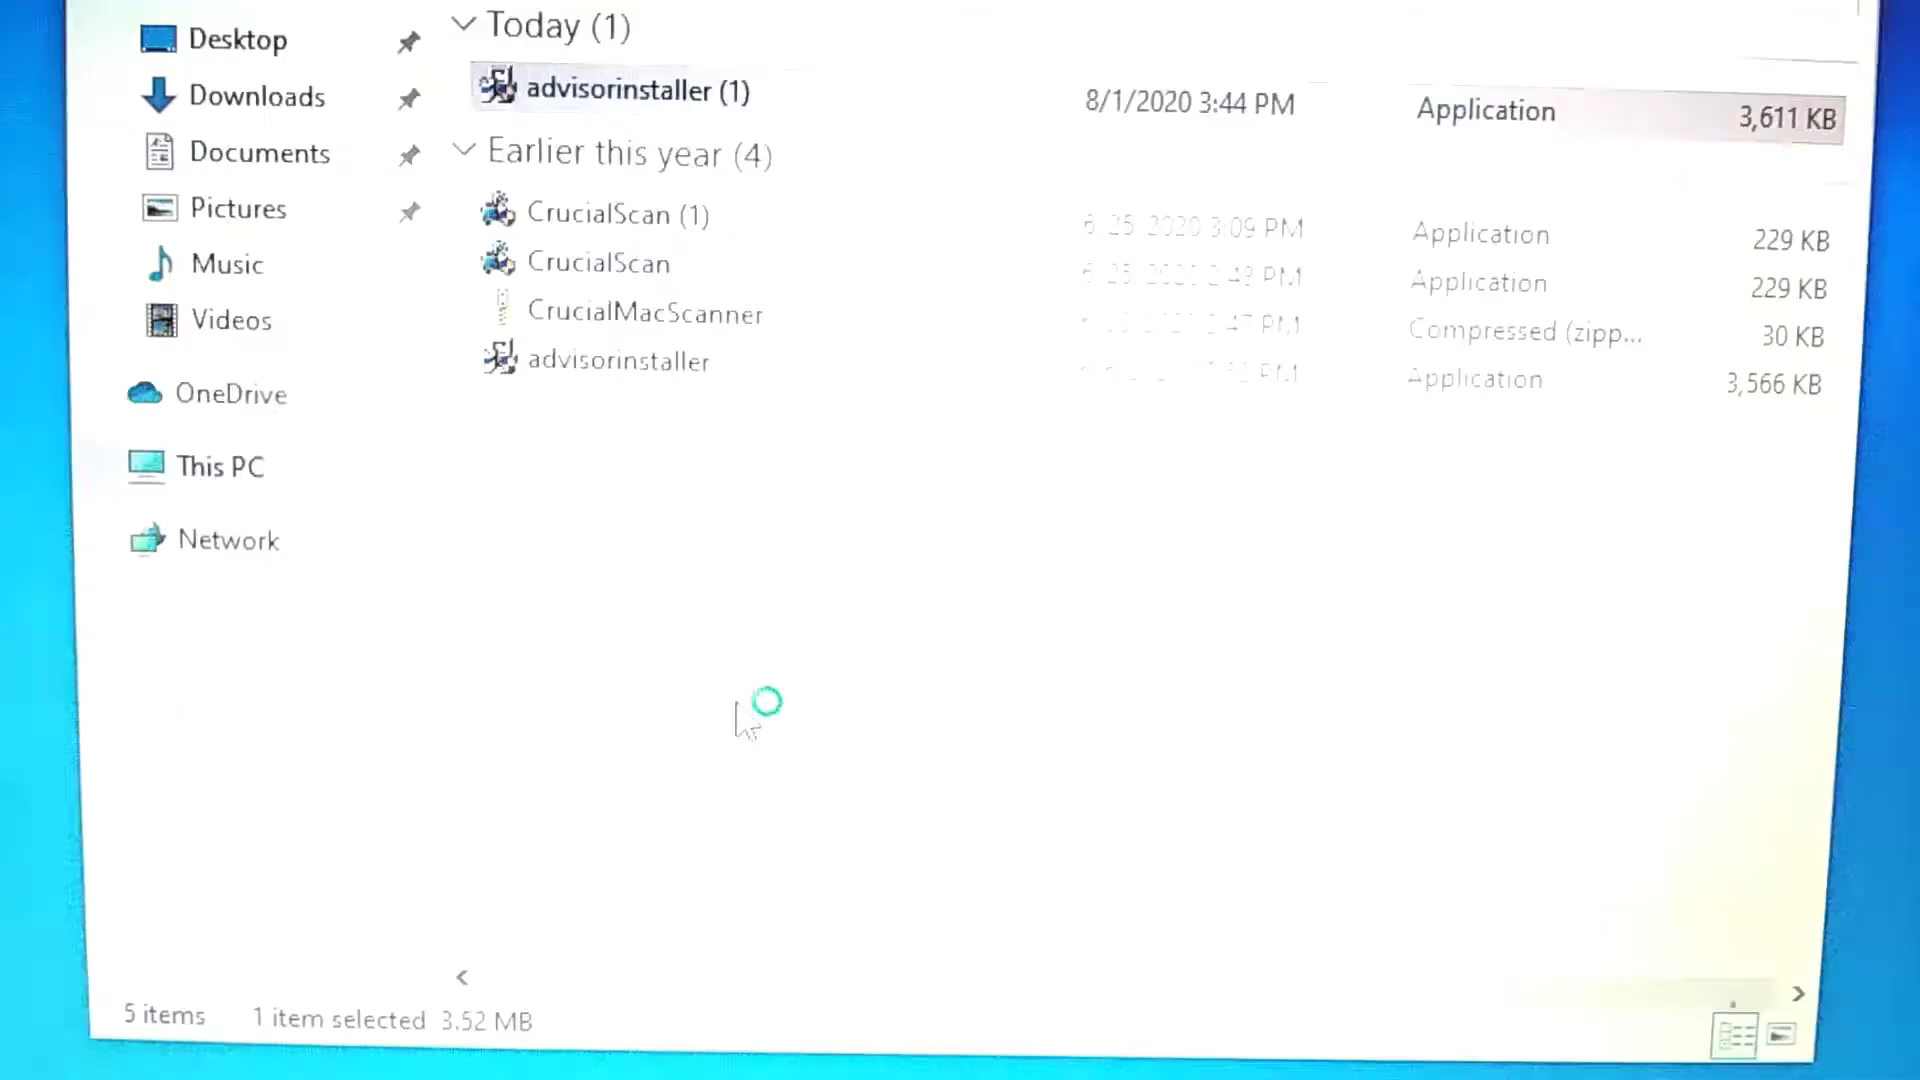 Desktop
Downloads
Documents
Pictures
Music
Videos
OneDrive
This PC
Network
Today (1)
advisorinstaller (1) 8/1/2020 3:44 PM Application 3,611 KB
Earlier this year (4)
CrucialScan (1) 6 25 2020 3:09 PM Application 229 KB
CrucialScan PM Application 229 KB
CrucialMacScanner PM Compressed (zipp... 30 KB
advisorinstaller PM Application 3,566 KB
5 items 1 item selected 3.52 MB